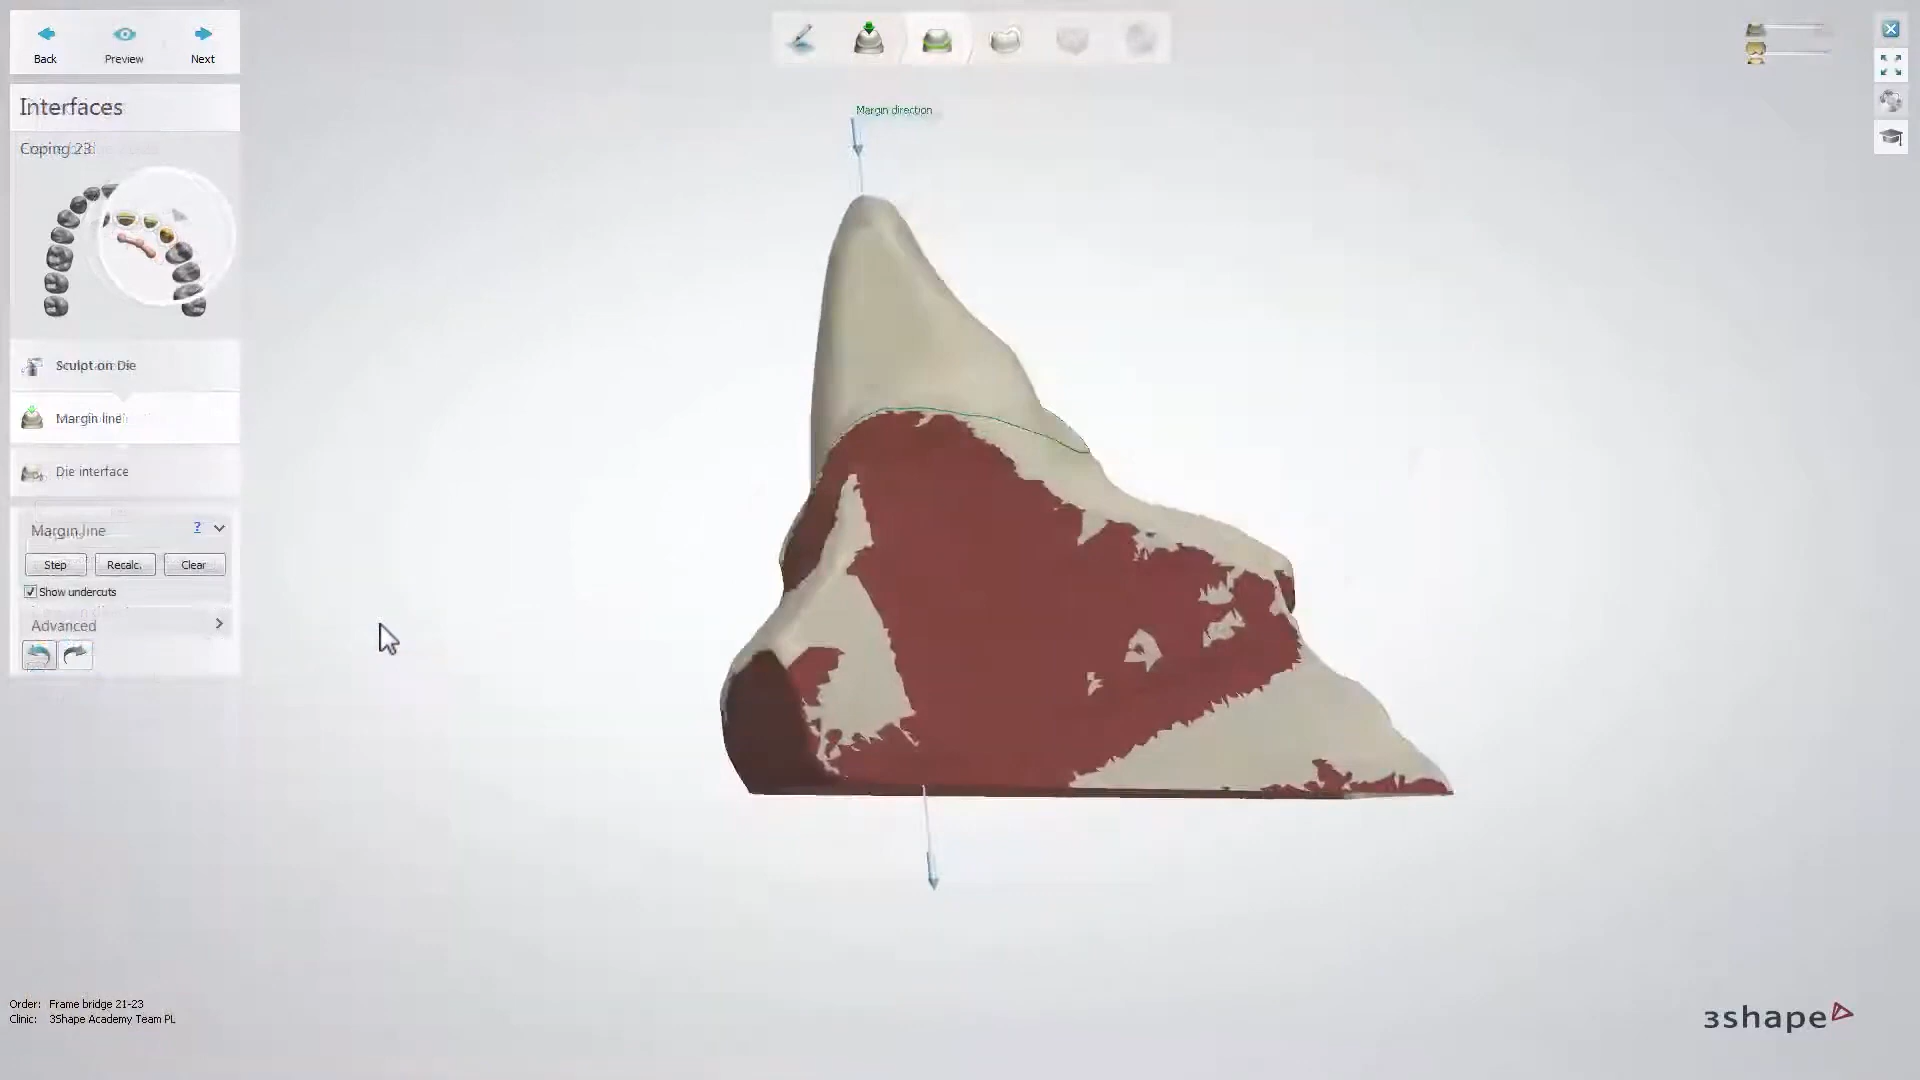 Back
Preview
Next
Margin direction
Interfaces
Coping 23
Sculpt on Die
Margin line
Die interface
Margin line
?
Step
Recalc.
Clear
Show undercuts
Advanced
Order: Frame bridge 21-23
Clinic: 3Shape Academy Team PL
3shape